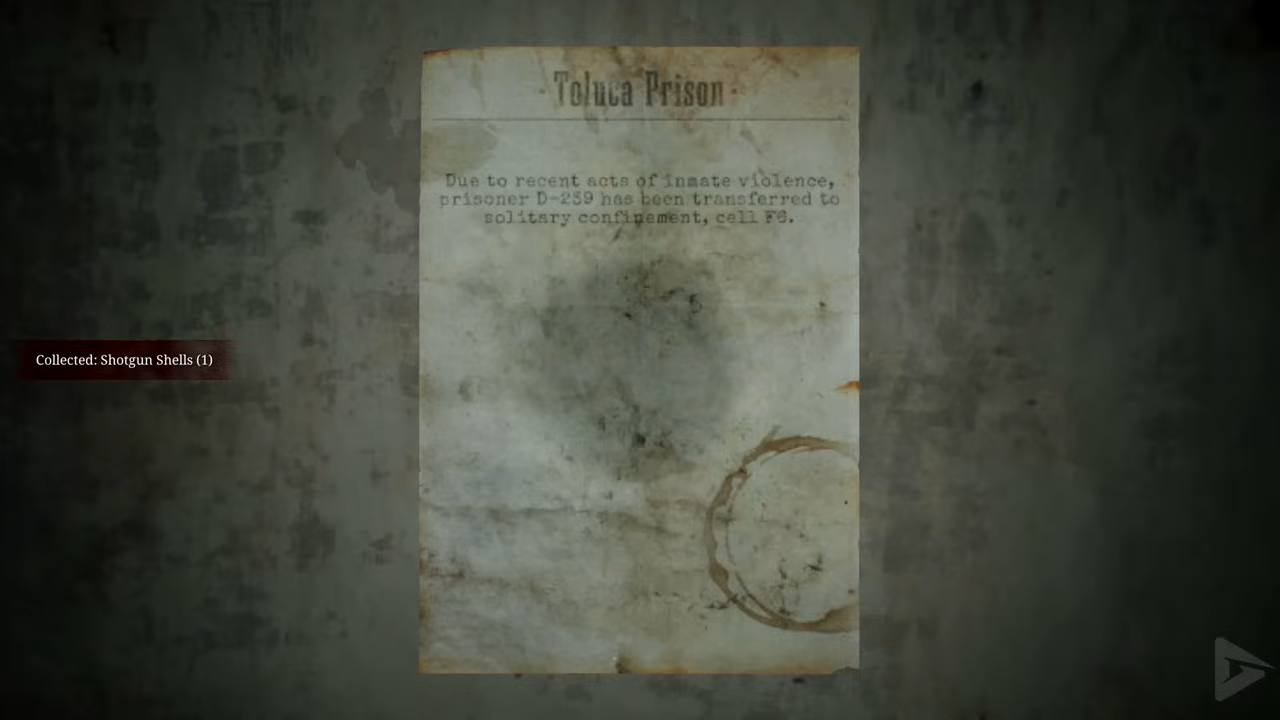 Toluca Prison
Due to recent acts of inmate violence,
prisoner D-239 has been transferred to
solitary confinement, cell F6.
Collected: Shotgun Shells (1)